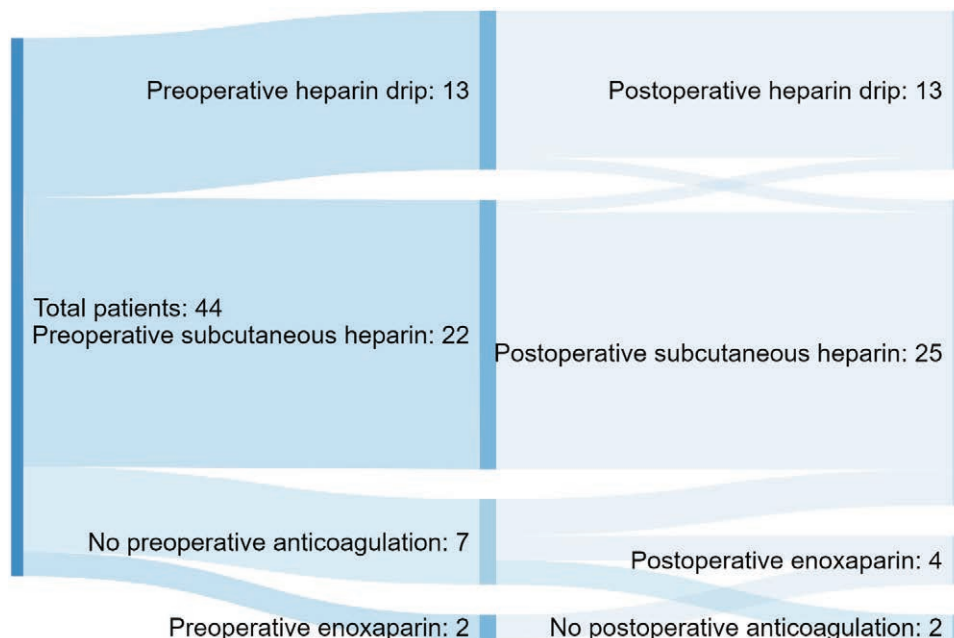 Preoperative heparin drip: 13
Postoperative heparin drip: 13
Total patients: 44
Preoperative subcutaneous heparin: 22
Postoperative subcutaneous heparin: 25
No preoperative anticoagulation: 7
Postoperative enoxaparin: 4
Preoperative enoxaparin: 2
No postoperative anticoagulation: 2